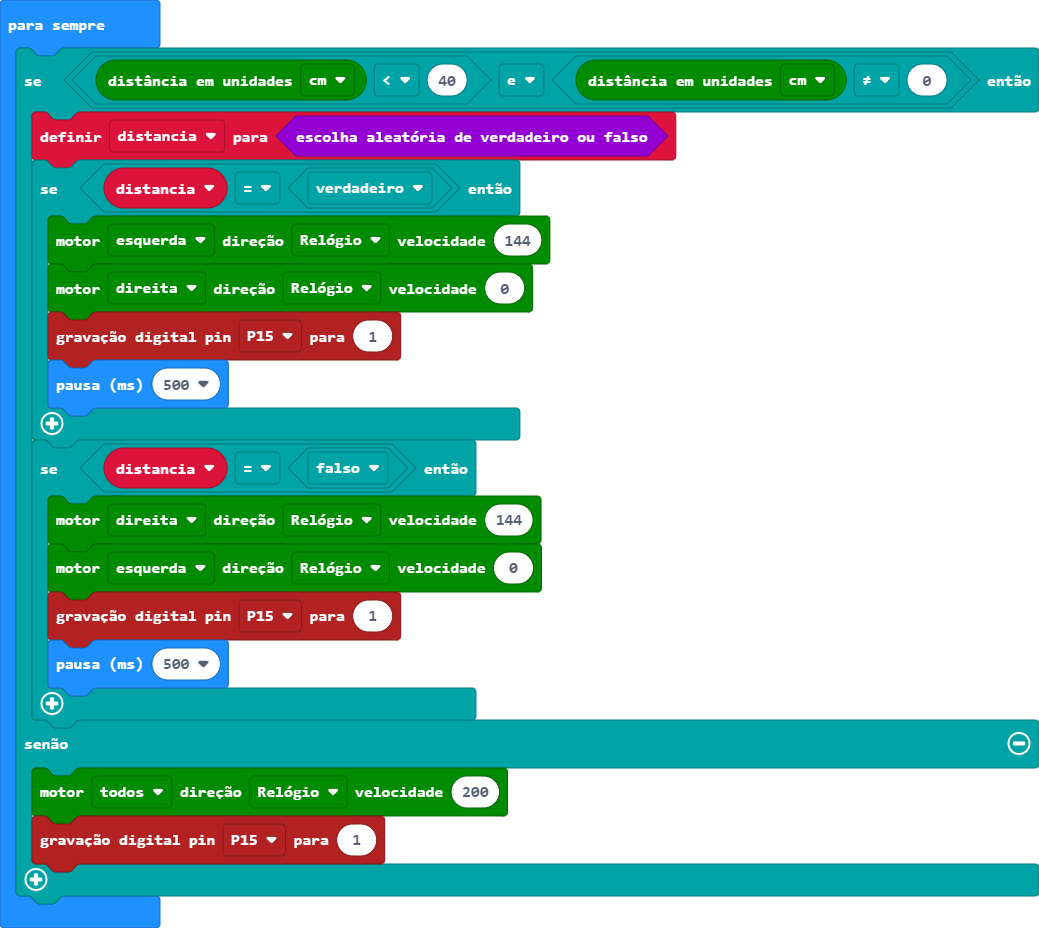 para sempre
se distância em unidades cm < 40 e distância em unidades cm ≠ 0 então
definir distancia para escolha aleatória de verdadeiro ou falso
se distancia = verdadeiro então
motor esquerda direção Relógio velocidade 144
motor direita direção Relógio velocidade 0
gravação digital pin P15 para 1
pausa (ms) 500
se distancia = falso então
motor direita direção Relógio velocidade 144
motor esquerda direção Relógio velocidade 0
gravação digital pin P15 para 1
pausa (ms) 500
senão
motor todos direção Relógio velocidade 200
gravação digital pin P15 para 1